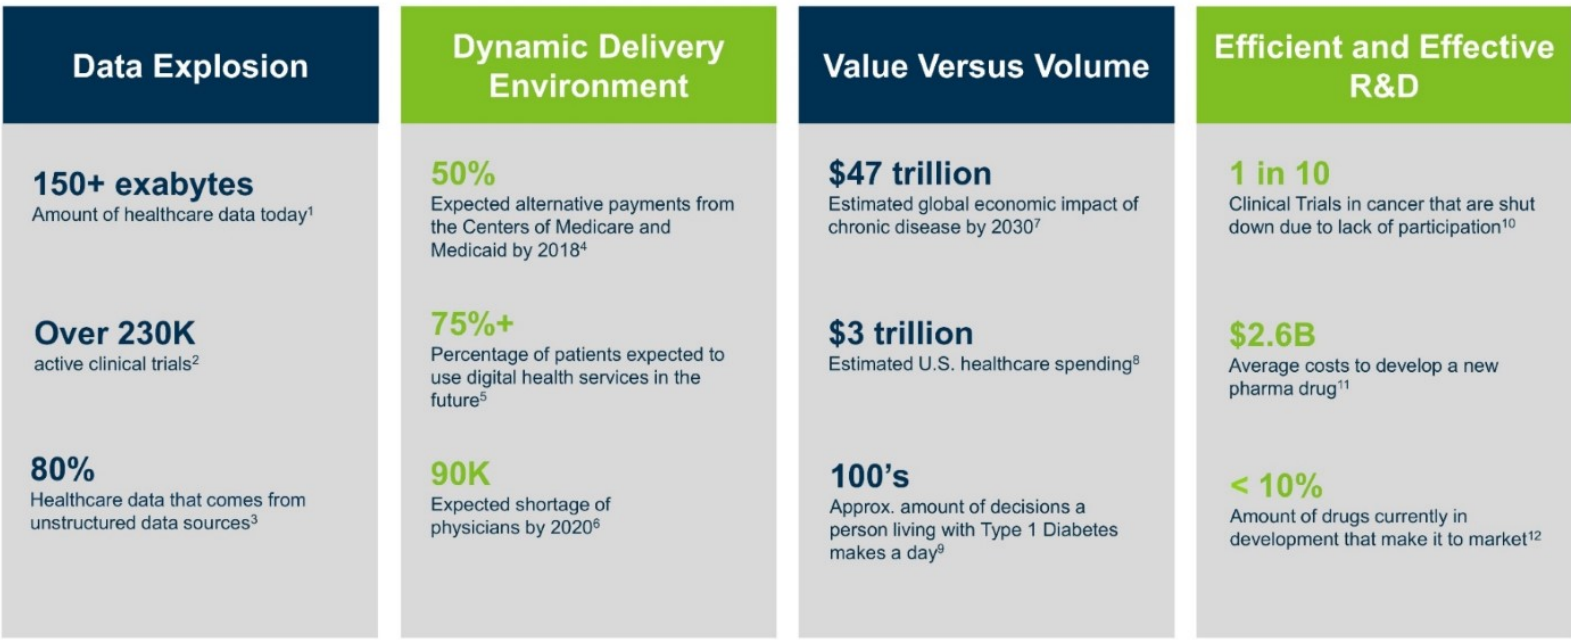 Data Explosion
150+ exabytes
Amount of healthcare data today¹
Over 230K
active clinical trials²
80%
Healthcare data that comes from
unstructured data sources³
Dynamic Delivery
Environment
50%
Expected alternative payments from
the Centers of Medicare and
Medicaid by 2018⁴
75%+
Percentage of patients expected to
use digital health services in the
future⁵
90K
Expected shortage of
physicians by 2020⁶
Value Versus Volume
$47 trillion
Estimated global economic impact of
chronic disease by 2030⁷
$3 trillion
Estimated U.S. healthcare spending⁸
100’s
Approx. amount of decisions a
person living with Type 1 Diabetes
makes a day⁹
Efficient and Effective
R&D
1 in 10
Clinical Trials in cancer that are shut
down due to lack of participation¹⁰
$2.6B
Average costs to develop a new
pharma drug¹¹
< 10%
Amount of drugs currently in
development that make it to market¹²